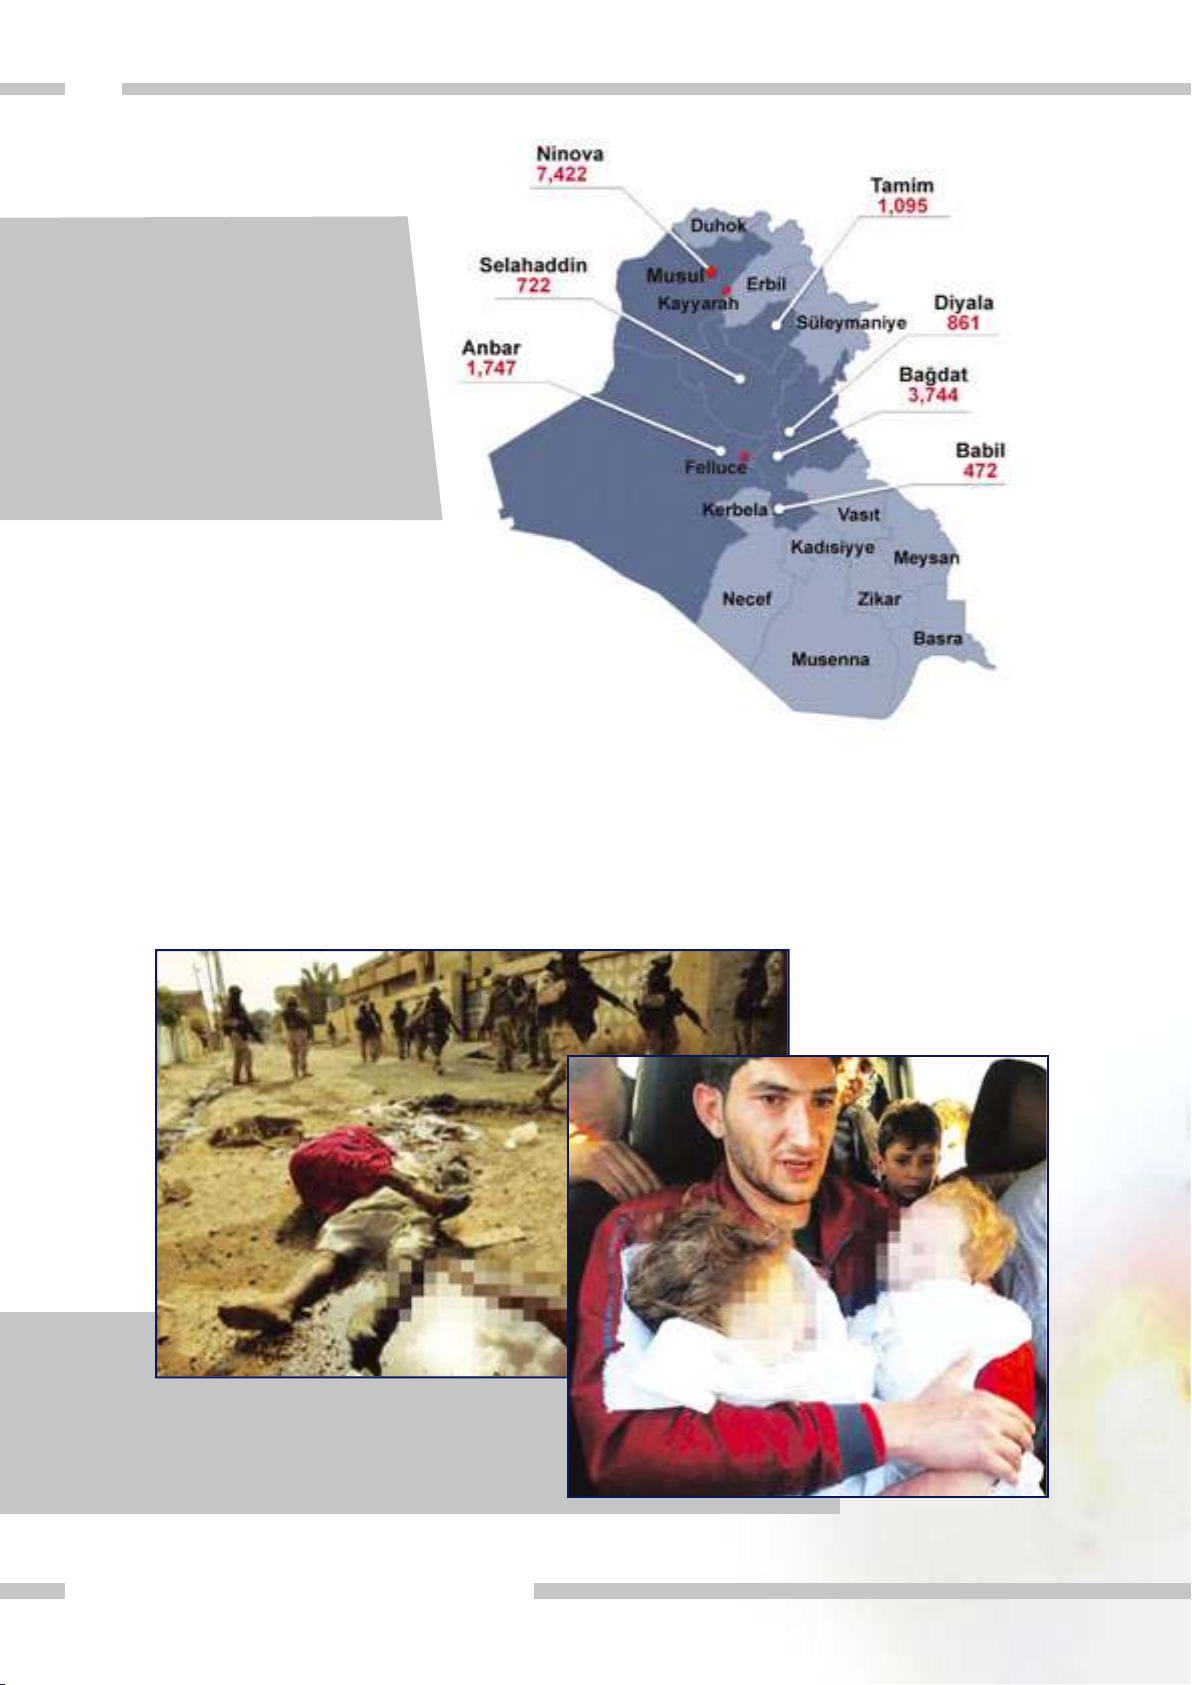 Ninova
7,422
Tamim
1,095
Duhok
Selahaddin
722
Musul
Erbil
Kayyarah
Diyala
861
Süleymaniye
Anbar
1,747
Bağdat
3,744
Babil
472
Felluce
Kerbela
Vasıt
Kadısiyye
Meysan
Necef
Zikar
Basra
Musenna